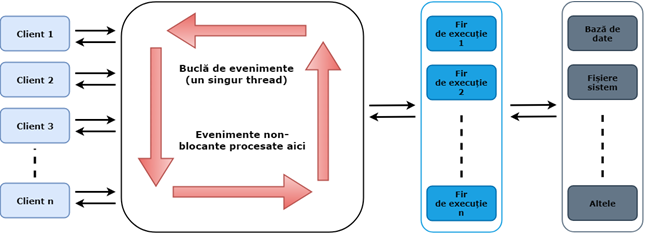 Client 1
Client 2
Client 3
Client n
Buclă de evenimente
(un singur thread)
Evenimente non-
blocante procesate aici
Fir
de execuție
1
Fir
de execuție
2
Fir
de execuție
n
Bază de
date
Fișiere
sistem
Altele